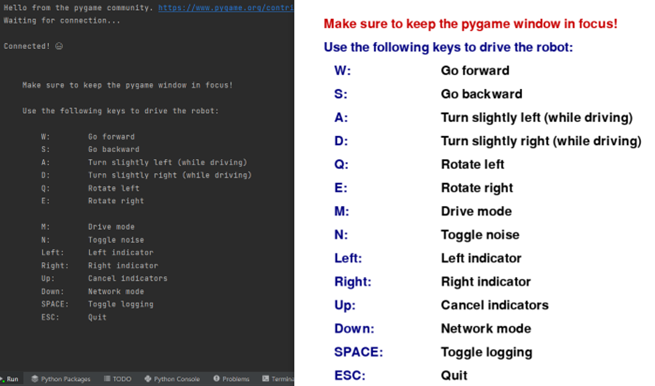 Hello from the pygame community. https://www.pygame.org/contri
Waiting for connection...
Connected! 😊
Make sure to keep the pygame window in focus!
Use the following keys to drive the robot:
W: Go forward
S: Go backward
A: Turn slightly left (while driving)
D: Turn slightly right (while driving)
Q: Rotate left
E: Rotate right
M: Drive mode
N: Toggle noise
Left: Left indicator
Right: Right indicator
Up: Cancel indicators
Down: Network mode
SPACE: Toggle logging
ESC: Quit
Run Python Packages TODO Python Console Problems Termina
Make sure to keep the pygame window in focus!
Use the following keys to drive the robot:
W: Go forward
S: Go backward
A: Turn slightly left (while driving)
D: Turn slightly right (while driving)
Q: Rotate left
E: Rotate right
M: Drive mode
N: Toggle noise
Left: Left indicator
Right: Right indicator
Up: Cancel indicators
Down: Network mode
SPACE: Toggle logging
ESC: Quit